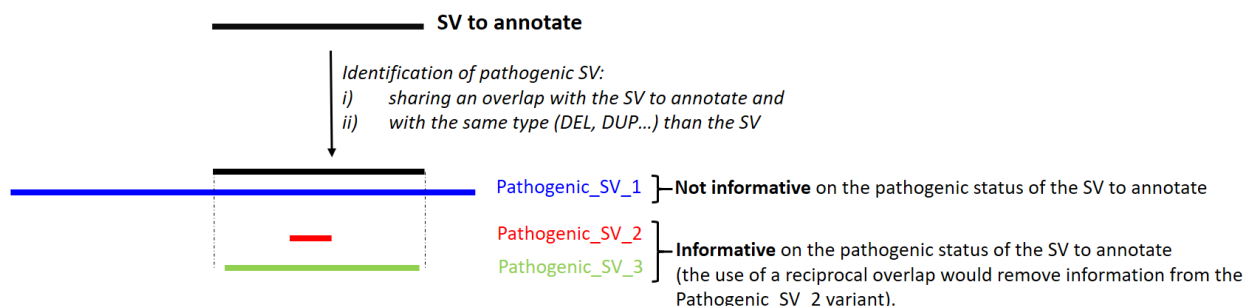 SV to annotate
Identification of pathogenic SV:
i) sharing an overlap with the SV to annotate and
ii) with the same type (DEL, DUP...) than the SV
Pathogenic_SV_1 Not informative on the pathogenic status of the SV to annotate
Pathogenic_SV_2
Informative on the pathogenic status of the SV to annotate
Pathogenic_SV_3
(the use of a reciprocal overlap would remove information from the
Pathogenic_SV_2 variant).